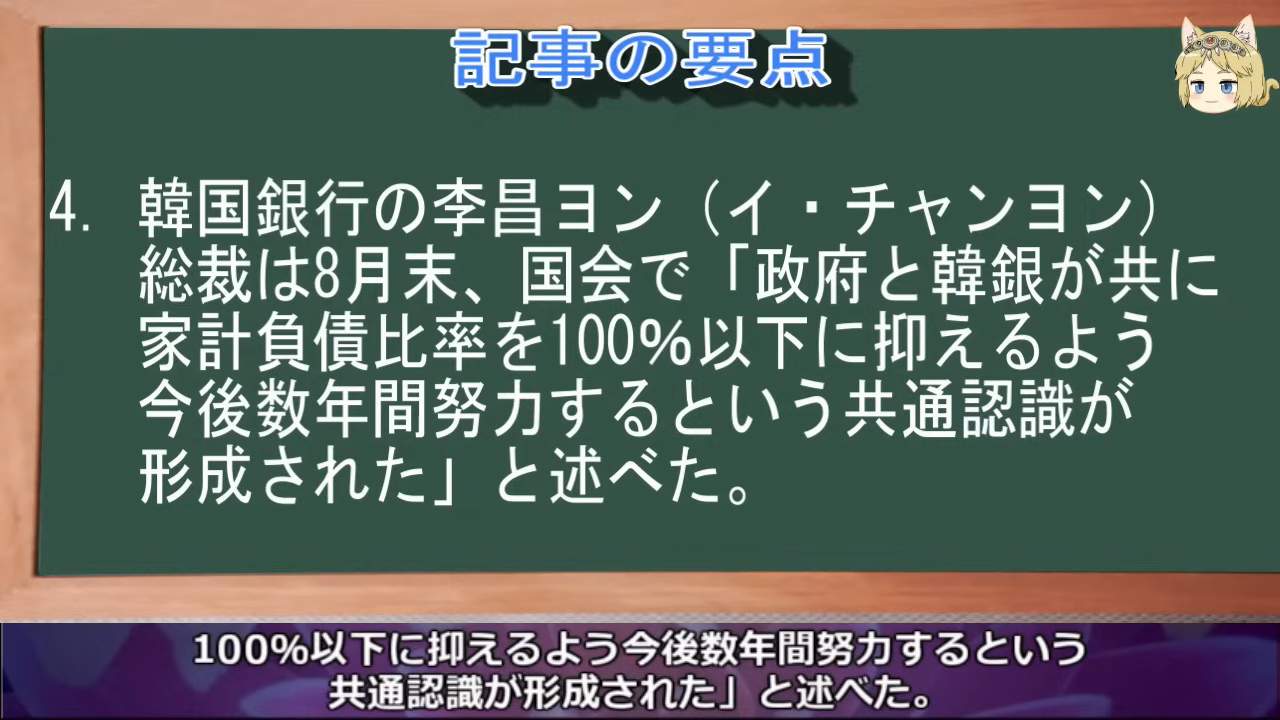 記事の要点
4. 韓国銀行の李昌ヨン（イ・チャンヨン）
総裁は8月末、国会で「政府と韓銀が共に
家計負債比率を100%以下に抑えるよう
今後数年間努力するという共通認識が
形成された」と述べた。
100%以下に抑えるよう今後数年間努力するという
共通認識が形成された」と述べた。